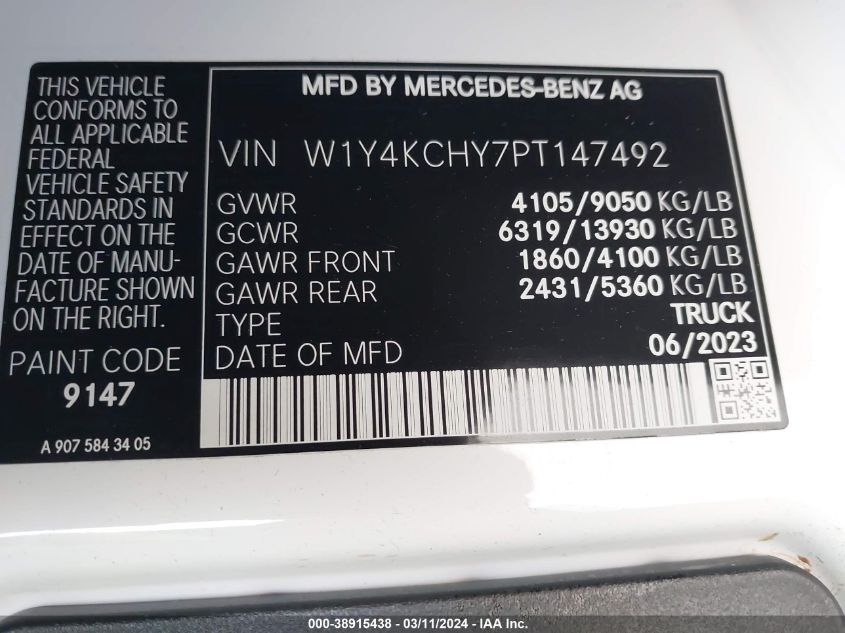 THIS VEHICLE
CONFORMS TO
ALL APPLICABLE
FEDERAL
VEHICLE SAFETY
STANDARDS IN
EFFECT ON THE
DATE OF MANU-
FACTURE SHOWN
ON THE RIGHT.
PAINT CODE
9147
A 907 584 34 05
MFD BY MERCEDES-BENZ AG
VIN W1Y4KCHY7PT147492
GVWR 4105/9050 KG/LB
GCWR 6319/13930 KG/LB
GAWR FRONT 1860/4100 KG/LB
GAWR REAR 2431/5360 KG/LB
TYPE TRUCK
DATE OF MFD 06/2023
000-38915438 - 03/11/2024 - IAA Inc.